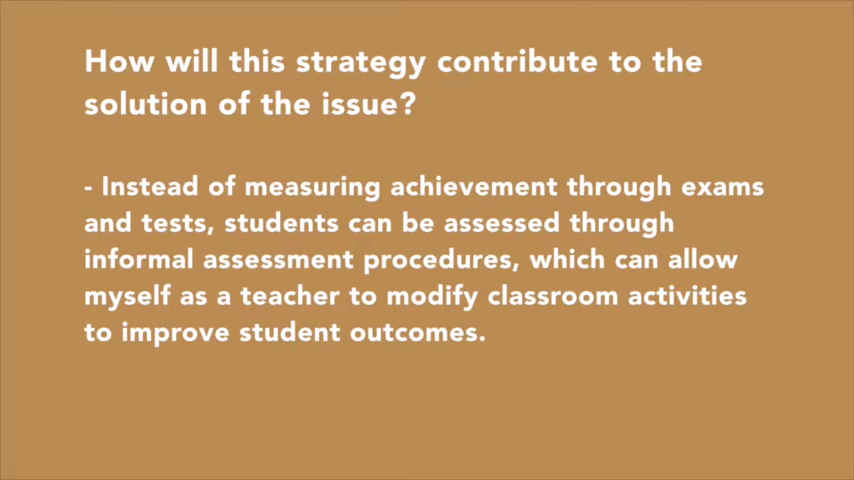 How will this strategy contribute to the
solution of the issue?
- Instead of measuring achievement through exams
and tests, students can be assessed through
informal assessment procedures, which can allow
myself as a teacher to modify classroom activities
to improve student outcomes.